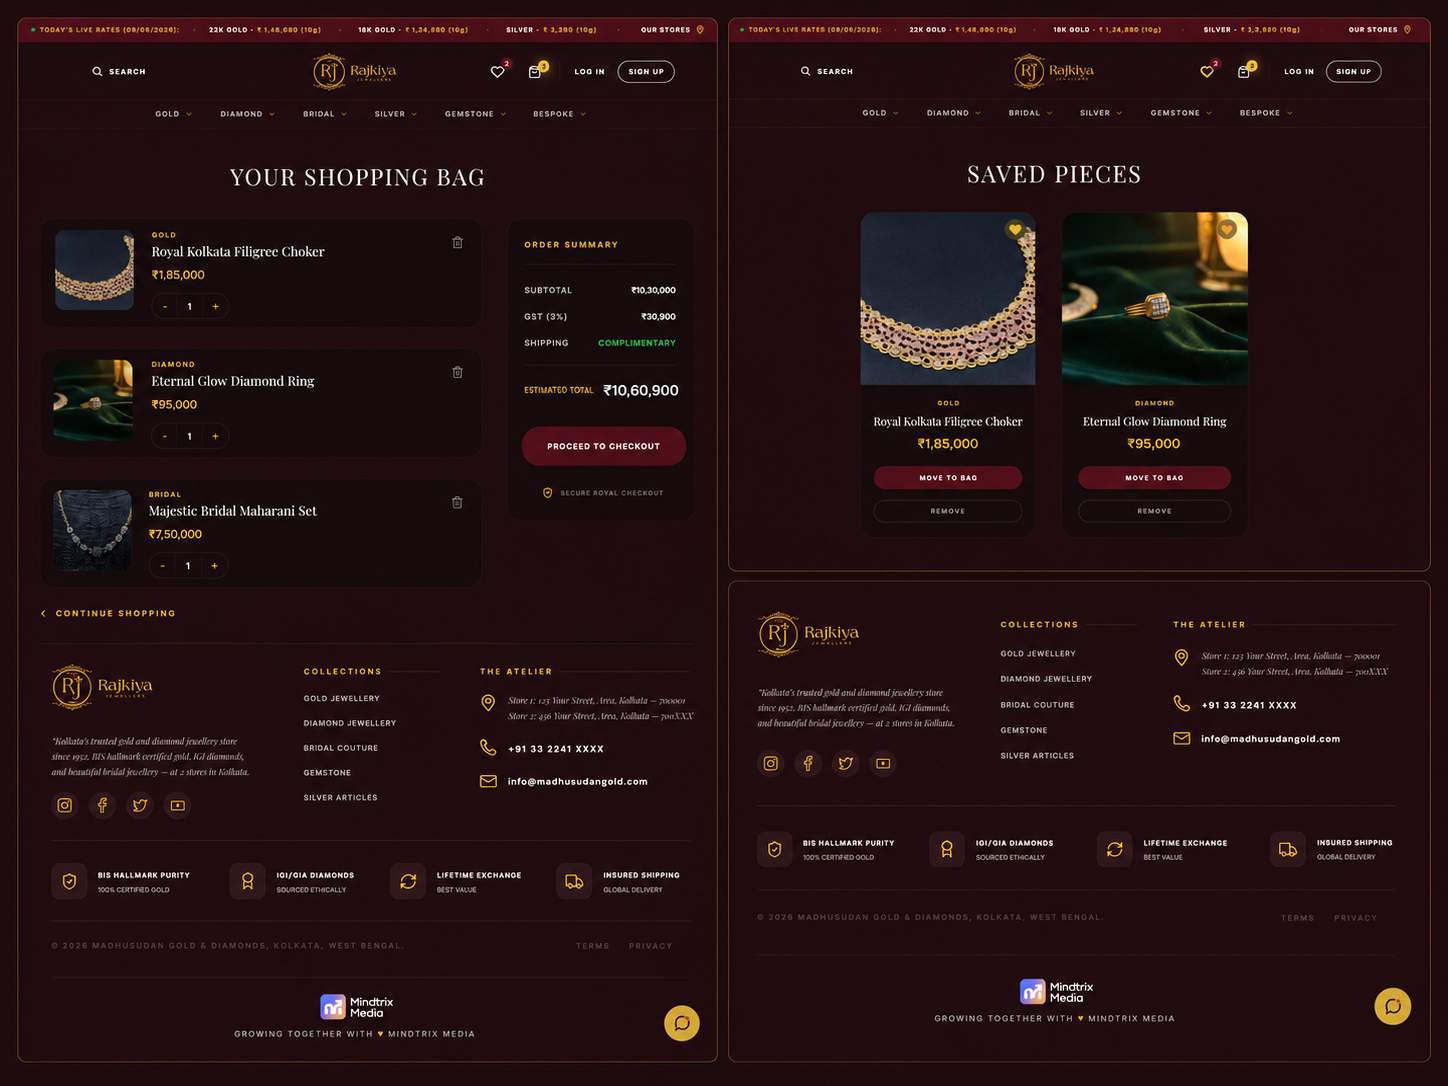 TODAY'S LIVE RATES (09/06/2026):
22K GOLD - ₹ 1,48,090 (10g)
18K GOLD - ₹ 1,24,890 (10g)
OUR STORES
SEARCH
RJ
Rajkiya
JEWELLERS
2
3
LOG IN
SIGN UP
GOLD
DIAMOND
BRIDAL
SILVER
GEMSTONE
BESPOKE
YOUR SHOPPING BAG
GOLD
Royal Kolkata Filigree Choker
₹1,85,000
- 1 +
DIAMOND
Eternal Glow Diamond Ring
₹95,000
- 1 +
BRIDAL
Majestic Bridal Maharani Set
₹7,50,000
- 1 +
CONTINUE SHOPPING
ORDER SUMMARY
SUBTOTAL ₹10,30,000
GST (3%) ₹30,900
SHIPPING COMPLIMENTARY
ESTIMATED TOTAL ₹10,60,900
PROCEED TO CHECKOUT
SECURE ROYAL CHECKOUT
RJ
Rajkiya
JEWELLERS
"Kolkata's trusted gold and diamond jewellery store
since 1952. BIS hallmark certified gold, IGI diamonds,
and beautiful bridal jewellery — at 2 stores in Kolkata.
COLLECTIONS
GOLD JEWELLERY
DIAMOND JEWELLERY
BRIDAL COUTURE
GEMSTONE
SILVER ARTICLES
THE ATELIER
Store 1: 123 Your Street, Area, Kolkata — 700001
Store 2: 456 Your Street, Area, Kolkata — 700XXX
+91 33 2241 XXXX
info@madhusudangold.com
BIS HALLMARK PURITY
100% CERTIFIED GOLD
IGI/GIA DIAMONDS
SOURCED ETHICALLY
LIFETIME EXCHANGE
BEST VALUE
INSURED SHIPPING
GLOBAL DELIVERY
© 2026 MADHUSUDAN GOLD & DIAMONDS, KOLKATA, WEST BENGAL.
TERMS
PRIVACY
Mindtrix
Media
GROWING TOGETHER WITH ♥ MINDTRIX MEDIA
TODAY'S LIVE RATES (09/06/2026):
22K GOLD - ₹ 1,48,090 (10g)
18K GOLD - ₹ 1,24,890 (10g)
OUR STORES
SEARCH
RJ
Rajkiya
JEWELLERS
2
3
LOG IN
SIGN UP
GOLD
DIAMOND
BRIDAL
SILVER
GEMSTONE
BESPOKE
SAVED PIECES
GOLD
Royal Kolkata Filigree Choker
₹1,85,000
MOVE TO BAG
REMOVE
DIAMOND
Eternal Glow Diamond Ring
₹95,000
MOVE TO BAG
REMOVE
RJ
Rajkiya
JEWELLERS
"Kolkata's trusted gold and diamond jewellery store
since 1952. BIS hallmark certified gold, IGI diamonds,
and beautiful bridal jewellery — at 2 stores in Kolkata.
COLLECTIONS
GOLD JEWELLERY
DIAMOND JEWELLERY
BRIDAL COUTURE
GEMSTONE
SILVER ARTICLES
THE ATELIER
Store 1: 123 Your Street, Area, Kolkata — 700001
Store 2: 456 Your Street, Area, Kolkata — 700XXX
+91 33 2241 XXXX
info@madhusudangold.com
BIS HALLMARK PURITY
100% CERTIFIED GOLD
IGI/GIA DIAMONDS
SOURCED ETHICALLY
LIFETIME EXCHANGE
BEST VALUE
INSURED SHIPPING
GLOBAL DELIVERY
© 2026 MADHUSUDAN GOLD & DIAMONDS, KOLKATA, WEST BENGAL.
TERMS
PRIVACY
Mindtrix
Media
GROWING TOGETHER WITH ♥ MINDTRIX MEDIA